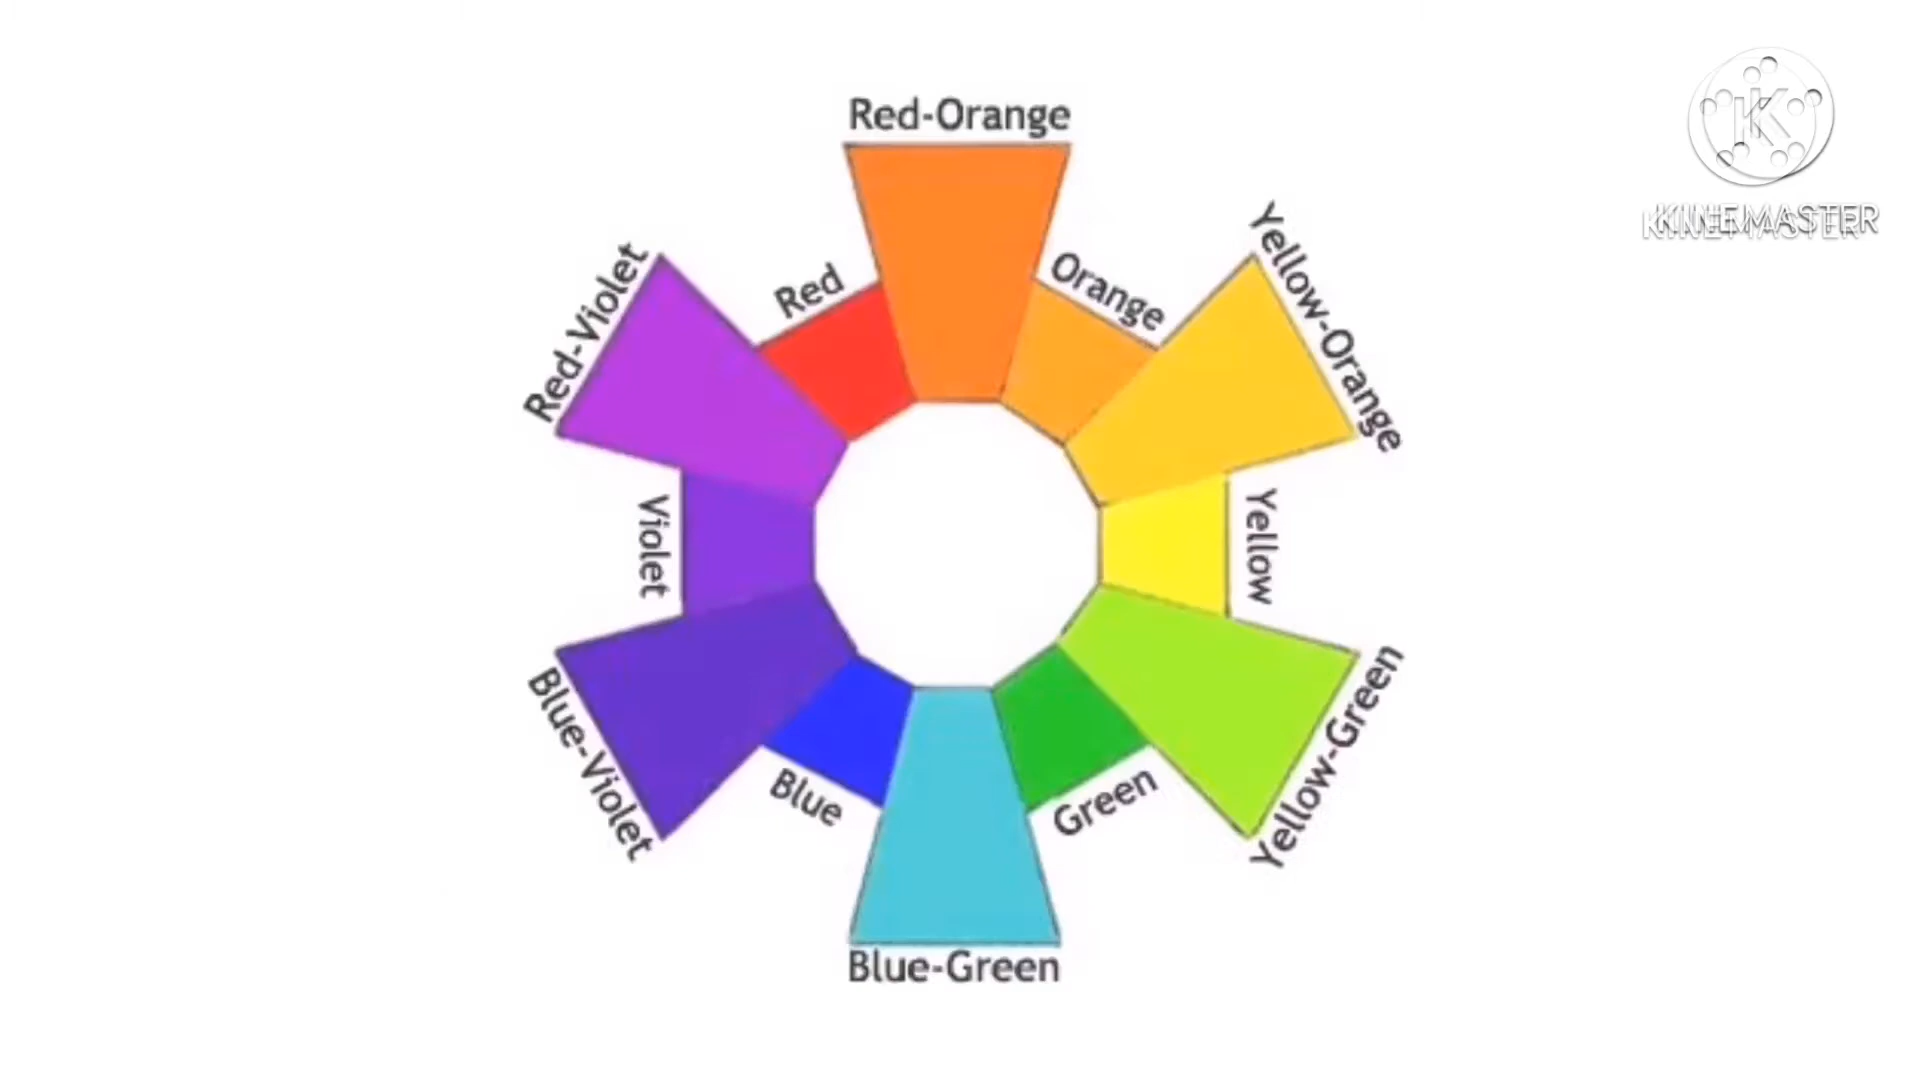 Red-Orange
Orange
Yellow-Orange
Yellow
Yellow-Green
Green
Blue-Green
Blue
Blue-Violet
Violet
Red-Violet
Red
K
KINEMASTER
KINEMASTER